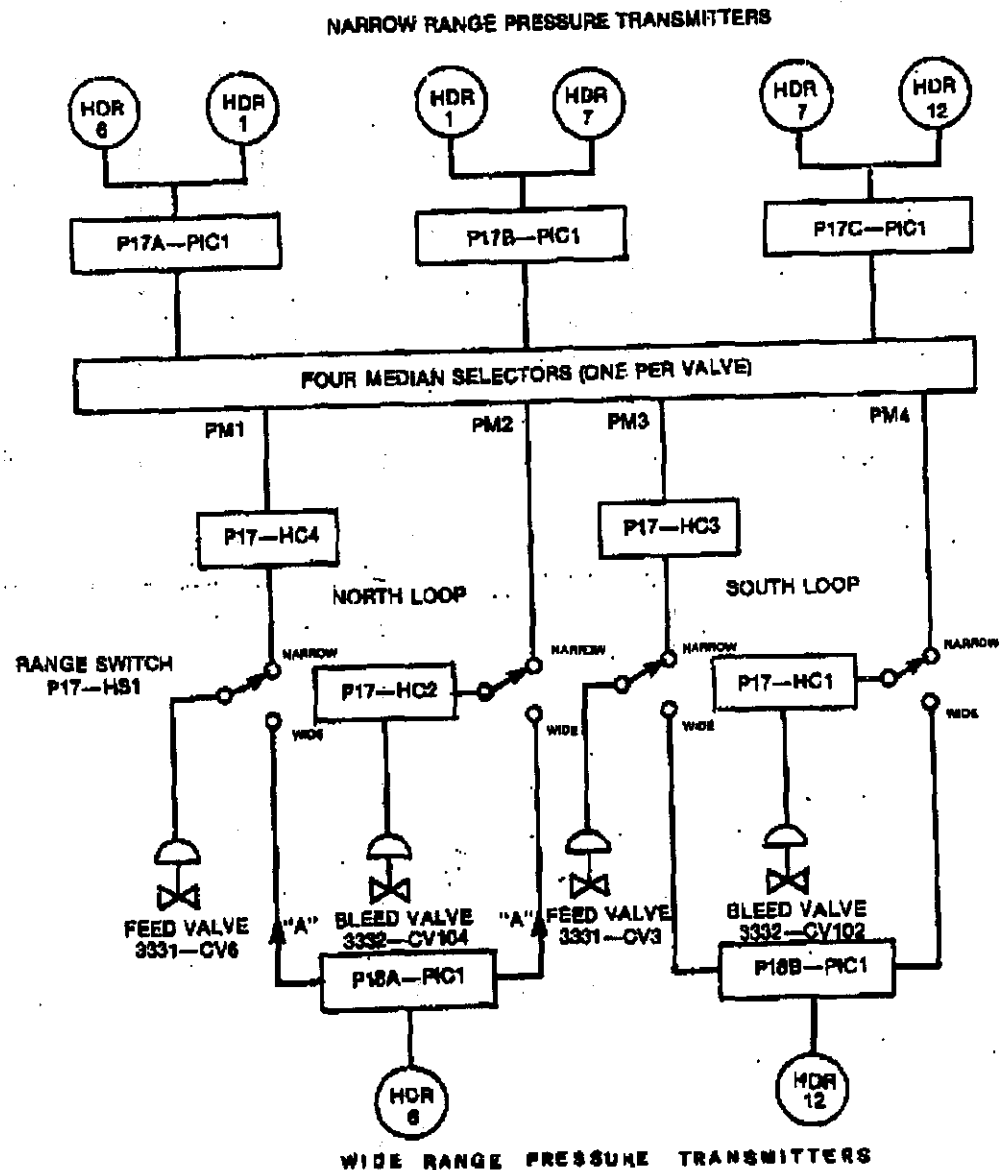 NARROW RANGE PRESSURE TRANSMITTERS
HDR
6
HDR
1
HDR
1
HDR
7
HDR
7
HDR
12
P17A—PIC1
P17B—PIC1
P17C—PIC1
FOUR MEDIAN SELECTORS (ONE PER VALVE)
PM1
PM2
PM3
PM4
P17—HC4
P17—HC3
NORTH LOOP
SOUTH LOOP
RANGE SWITCH
P17—HS1
NARROW
NARROW
NARROW
NARROW
P17—HC2
P17—HC1
WIDE
WIDE
WIDE
WIDE
FEED VALVE
3331—CV6
"A"
BLEED VALVE
3332—CV104
"A"
FEED VALVE
3331—CV3
BLEED VALVE
3332—CV102
P18A—PIC1
P18B—PIC1
HDR
6
HDR
12
WIDE RANGE PRESSURE TRANSMITTERS